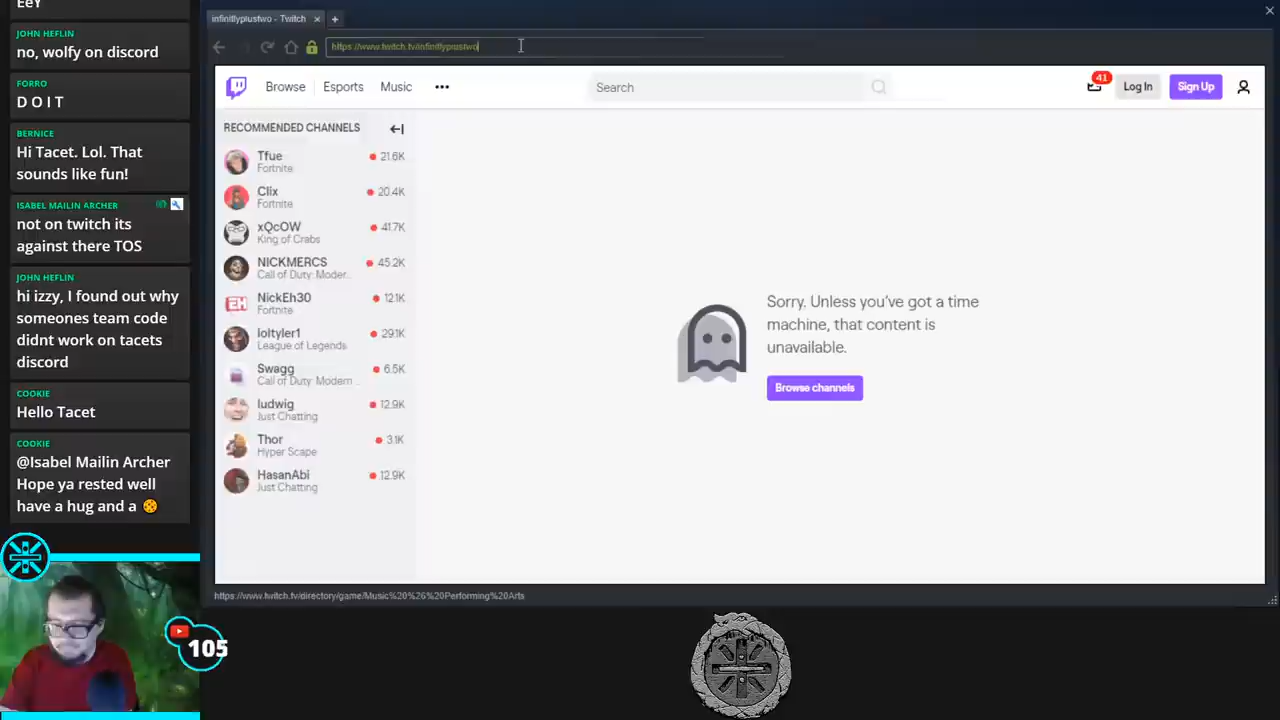 EeY
JOHN HEFLIN
no, wolfy on discord
FORRO
D O I T
BERNICE
Hi Tacet. Lol. That
sounds like fun!
ISABEL MAILIN ARCHER
not on twitch its
against there TOS
JOHN HEFLIN
hi izzy, I found out why
someones team code
didnt work on tacets
discord
COOKIE
Hello Tacet
COOKIE
@Isabel Mailin Archer
Hope ya rested well
have a hug and a
105
infinitlyplustwo - Twitch
https://www.twitch.tv/infinitlyplustwo
Browse
Esports
Music
Search
41
Log In
Sign Up
RECOMMENDED CHANNELS
Tfue
21.6K
Fortnite
Clix
20.4K
Fortnite
xQcOW
41.7K
King of Crabs
NICKMERCS
45.2K
Call of Duty: Moder...
NickEh30
12.1K
Fortnite
loltyler1
29.1K
League of Legends
Swagg
6.5K
Call of Duty: Modern ...
ludwig
12.9K
Just Chatting
Thor
3.1K
Hyper Scape
HasanAbi
12.9K
Just Chatting
Sorry. Unless you've got a time
machine, that content is
unavailable.
Browse channels
https://www.twitch.tv/directory/game/Music%20%26%20Performing%20Arts